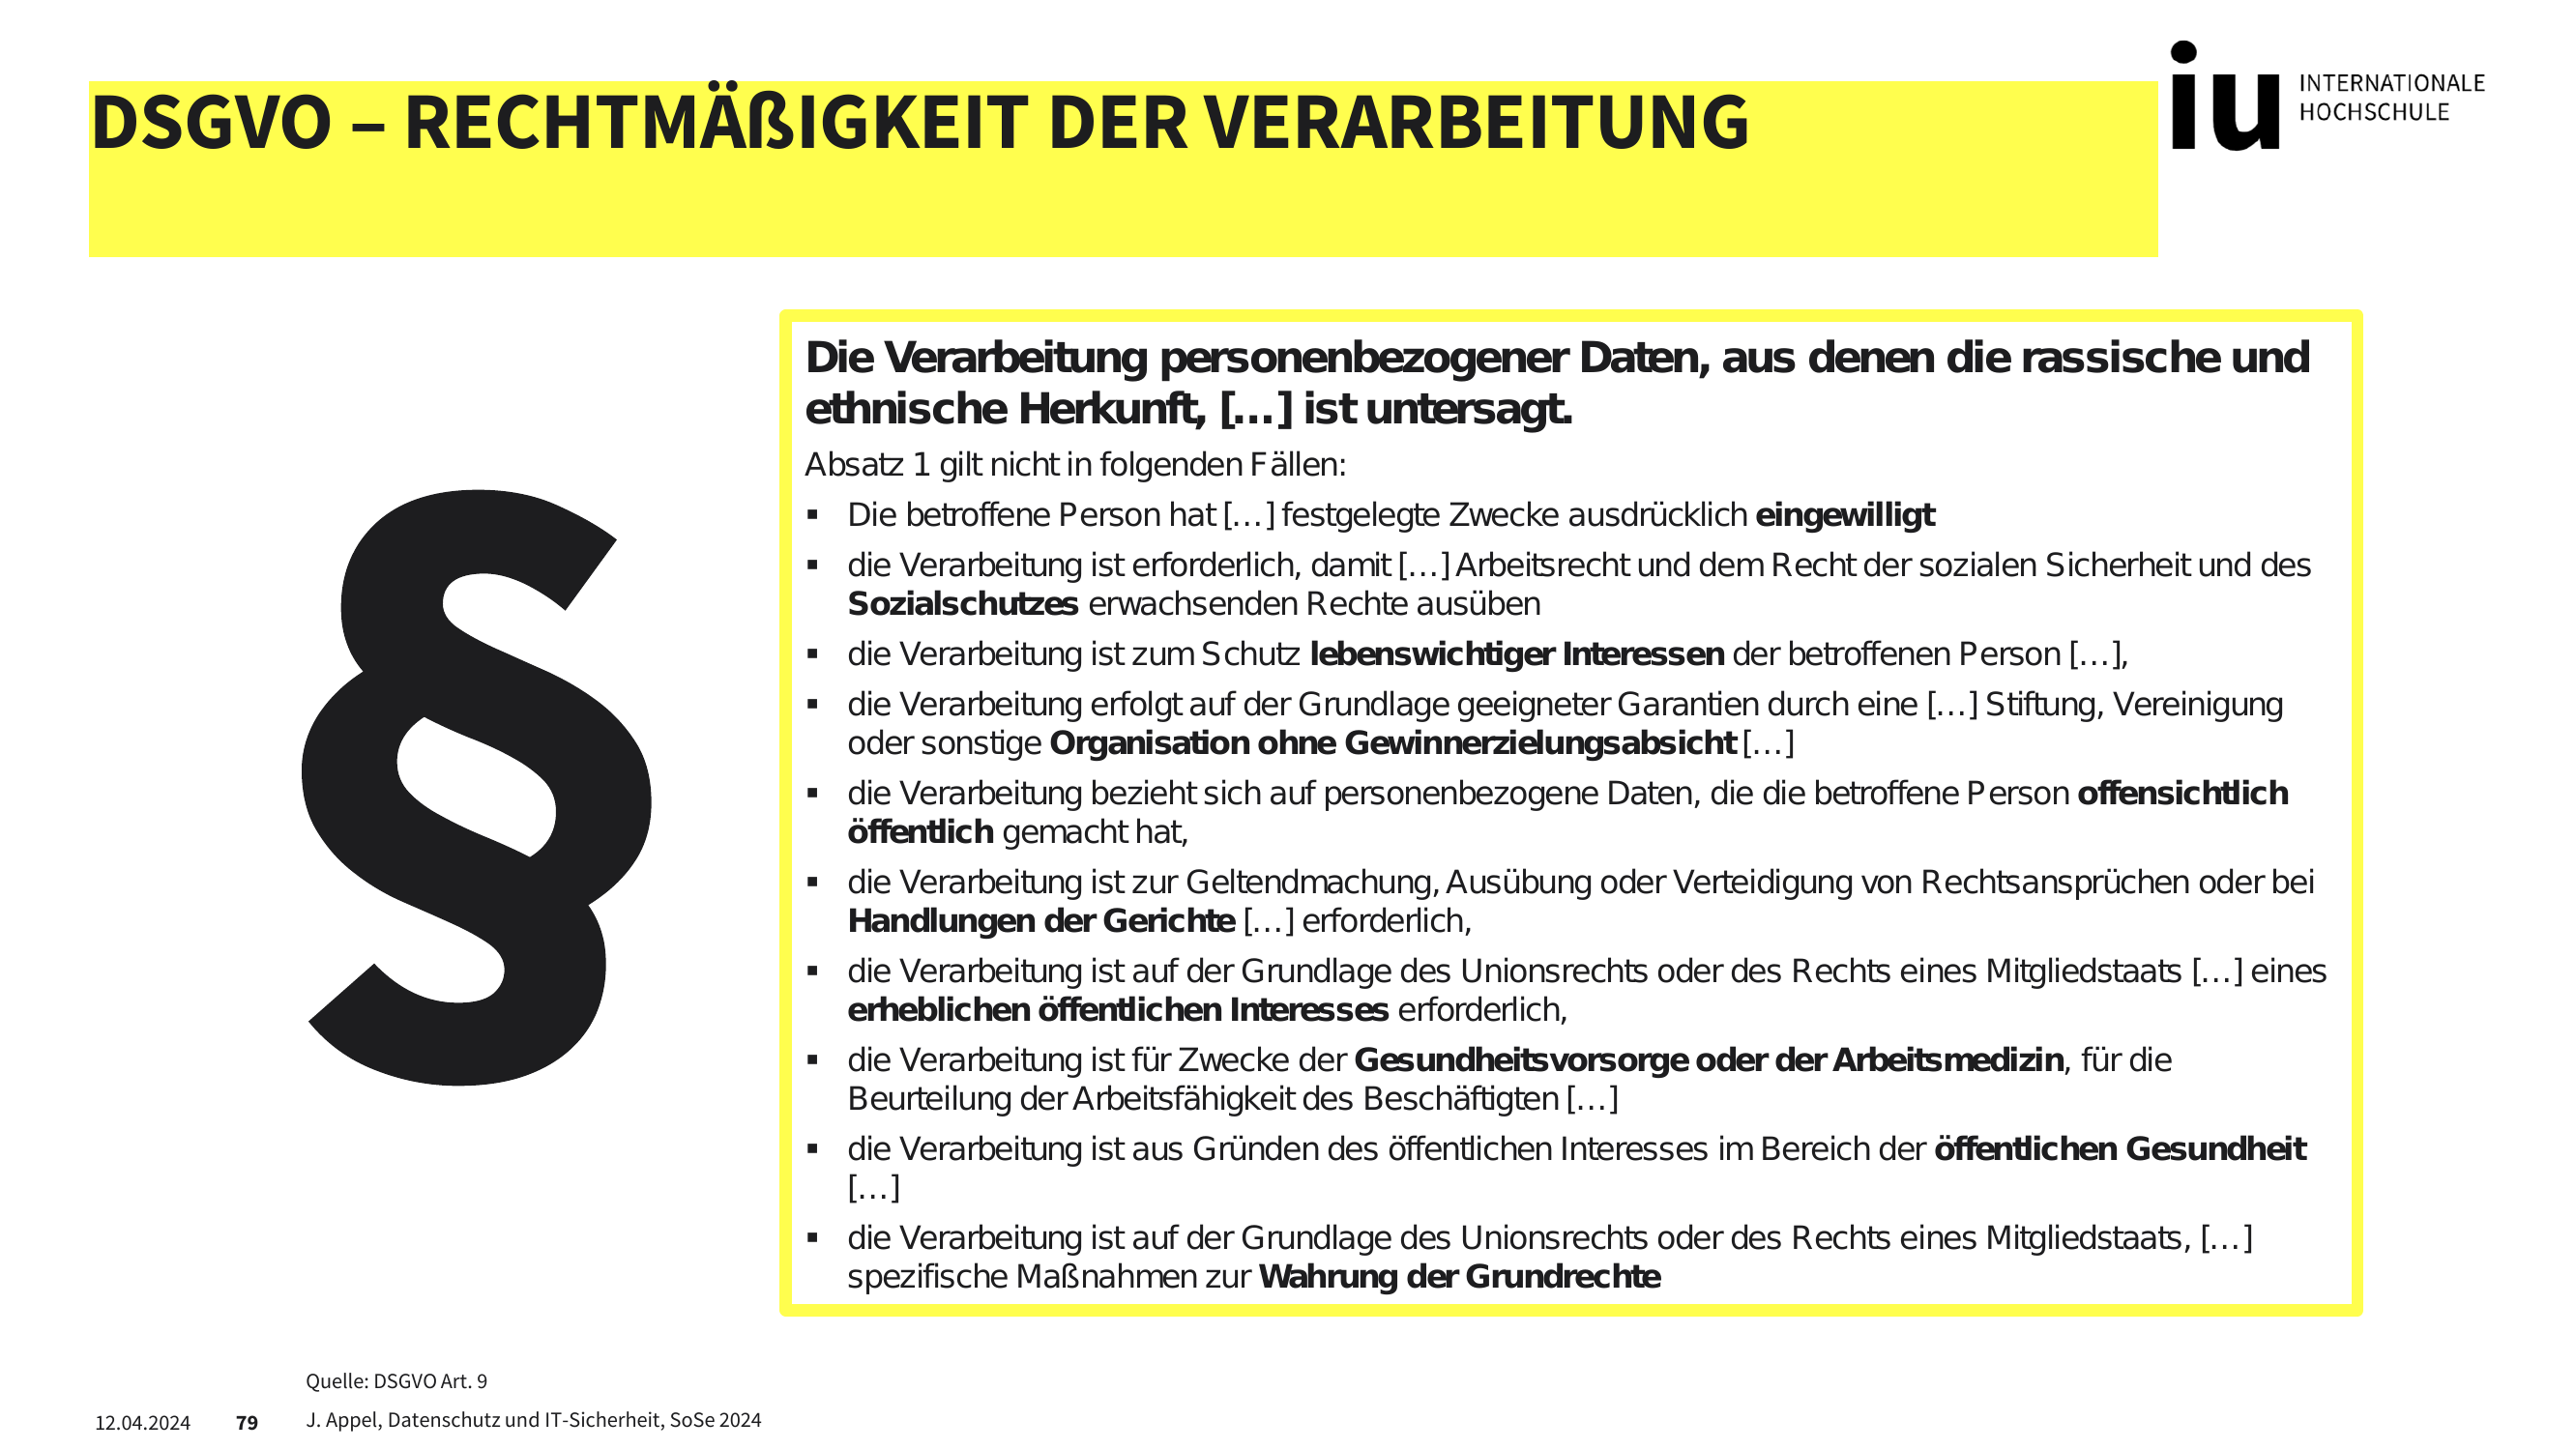 DSGVO – RECHTMÄßIGKEIT DER VERARBEITUNG
iu INTERNATIONALE
HOCHSCHULE
§
Die Verarbeitung personenbezogener Daten, aus denen die rassische und
ethnische Herkunft, […] ist untersagt.
Absatz 1 gilt nicht in folgenden Fällen:
▪ Die betroffene Person hat […] festgelegte Zwecke ausdrücklich eingewilligt
▪ die Verarbeitung ist erforderlich, damit […] Arbeitsrecht und dem Recht der sozialen Sicherheit und des
Sozialschutzes erwachsenden Rechte ausüben
▪ die Verarbeitung ist zum Schutz lebenswichtiger Interessen der betroffenen Person […],
▪ die Verarbeitung erfolgt auf der Grundlage geeigneter Garantien durch eine […] Stiftung, Vereinigung
oder sonstige Organisation ohne Gewinnerzielungsabsicht […]
▪ die Verarbeitung bezieht sich auf personenbezogene Daten, die die betroffene Person offensichtlich
öffentlich gemacht hat,
▪ die Verarbeitung ist zur Geltendmachung, Ausübung oder Verteidigung von Rechtsansprüchen oder bei
Handlungen der Gerichte […] erforderlich,
▪ die Verarbeitung ist auf der Grundlage des Unionsrechts oder des Rechts eines Mitgliedstaats […] eines
erheblichen öffentlichen Interesses erforderlich,
▪ die Verarbeitung ist für Zwecke der Gesundheitsvorsorge oder der Arbeitsmedizin, für die
Beurteilung der Arbeitsfähigkeit des Beschäftigten […]
▪ die Verarbeitung ist aus Gründen des öffentlichen Interesses im Bereich der öffentlichen Gesundheit
[…]
▪ die Verarbeitung ist auf der Grundlage des Unionsrechts oder des Rechts eines Mitgliedstaats, […]
spezifische Maßnahmen zur Wahrung der Grundrechte
Quelle: DSGVO Art. 9
12.04.2024 79 J. Appel, Datenschutz und IT-Sicherheit, SoSe 2024